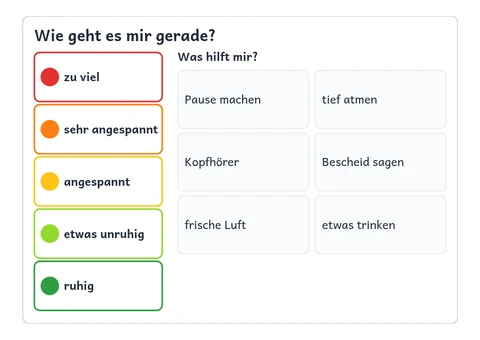 Wie geht es mir gerade?
zu viel
sehr angespannt
angespannt
etwas unruhig
ruhig
Was hilft mir?
Pause machen
tief atmen
Kopfhörer
Bescheid sagen
frische Luft
etwas trinken